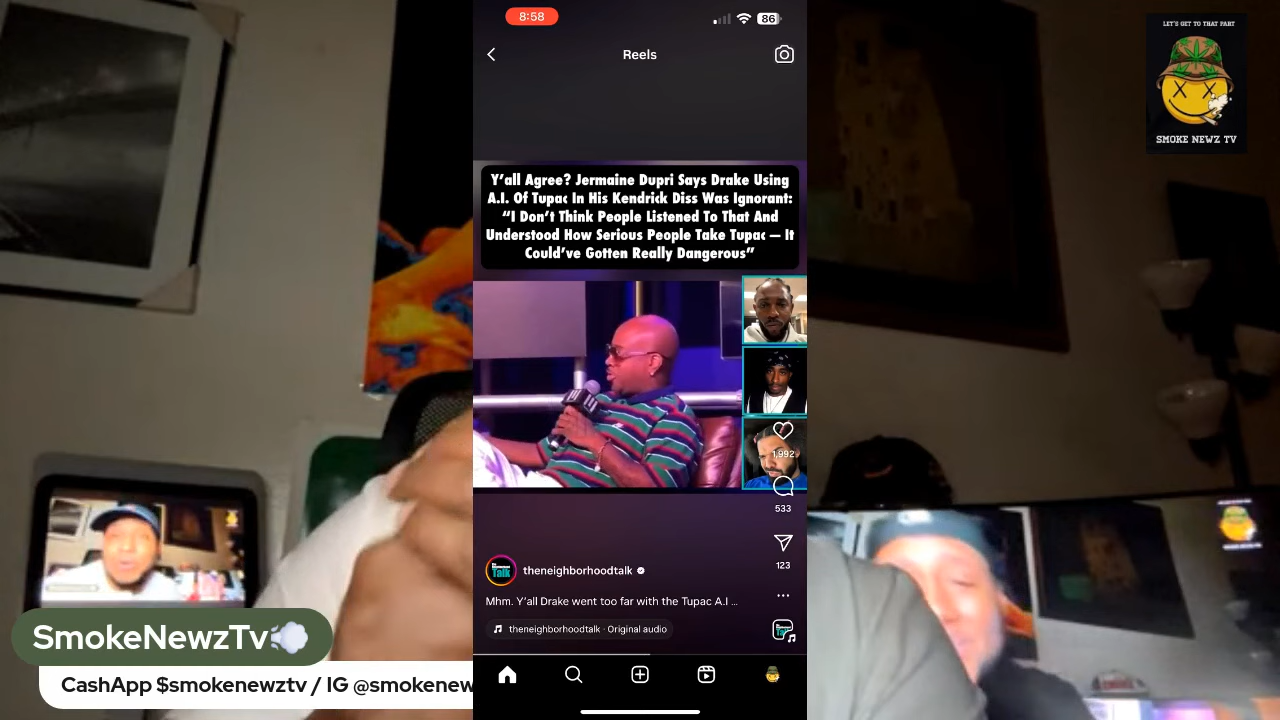 8:58
86
Reels
LET'S GET TO THAT PART
SMOKE NEWZ TV
Y'all Agree? Jermaine Dupri Says Drake Using
A.I. Of Tupac In His Kendrick Diss Was Ignorant:
“I Don't Think People Listened To That And
Understood How Serious People Take Tupac — It
Could've Gotten Really Dangerous”
1,992
533
123
theneighborhoodtalk
Mhm. Y'all Drake went too far with the Tupac A.I ...
theneighborhoodtalk · Original audio
SmokeNewzTv💨
CashApp $smokenewztv / IG @smokenew